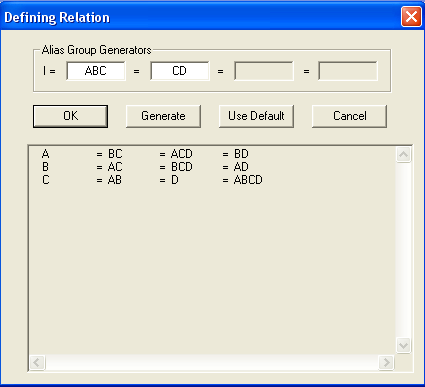 Defining Relation
Alias Group Generators
I = ABC = CD = =
OK Generate Use Default Cancel
A = BC = ACD = BD
B = AC = BCD = AD
C = AB = D = ABCD